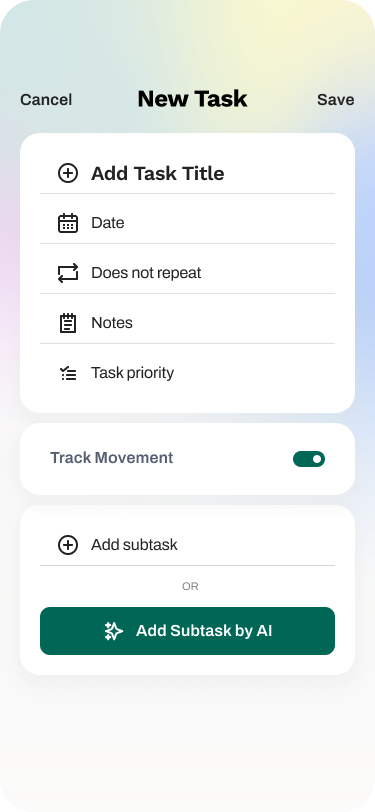 Cancel New Task Save
Add Task Title
Date
Does not repeat
Notes
Task priority
Track Movement
Add subtask
OR
Add Subtask by AI